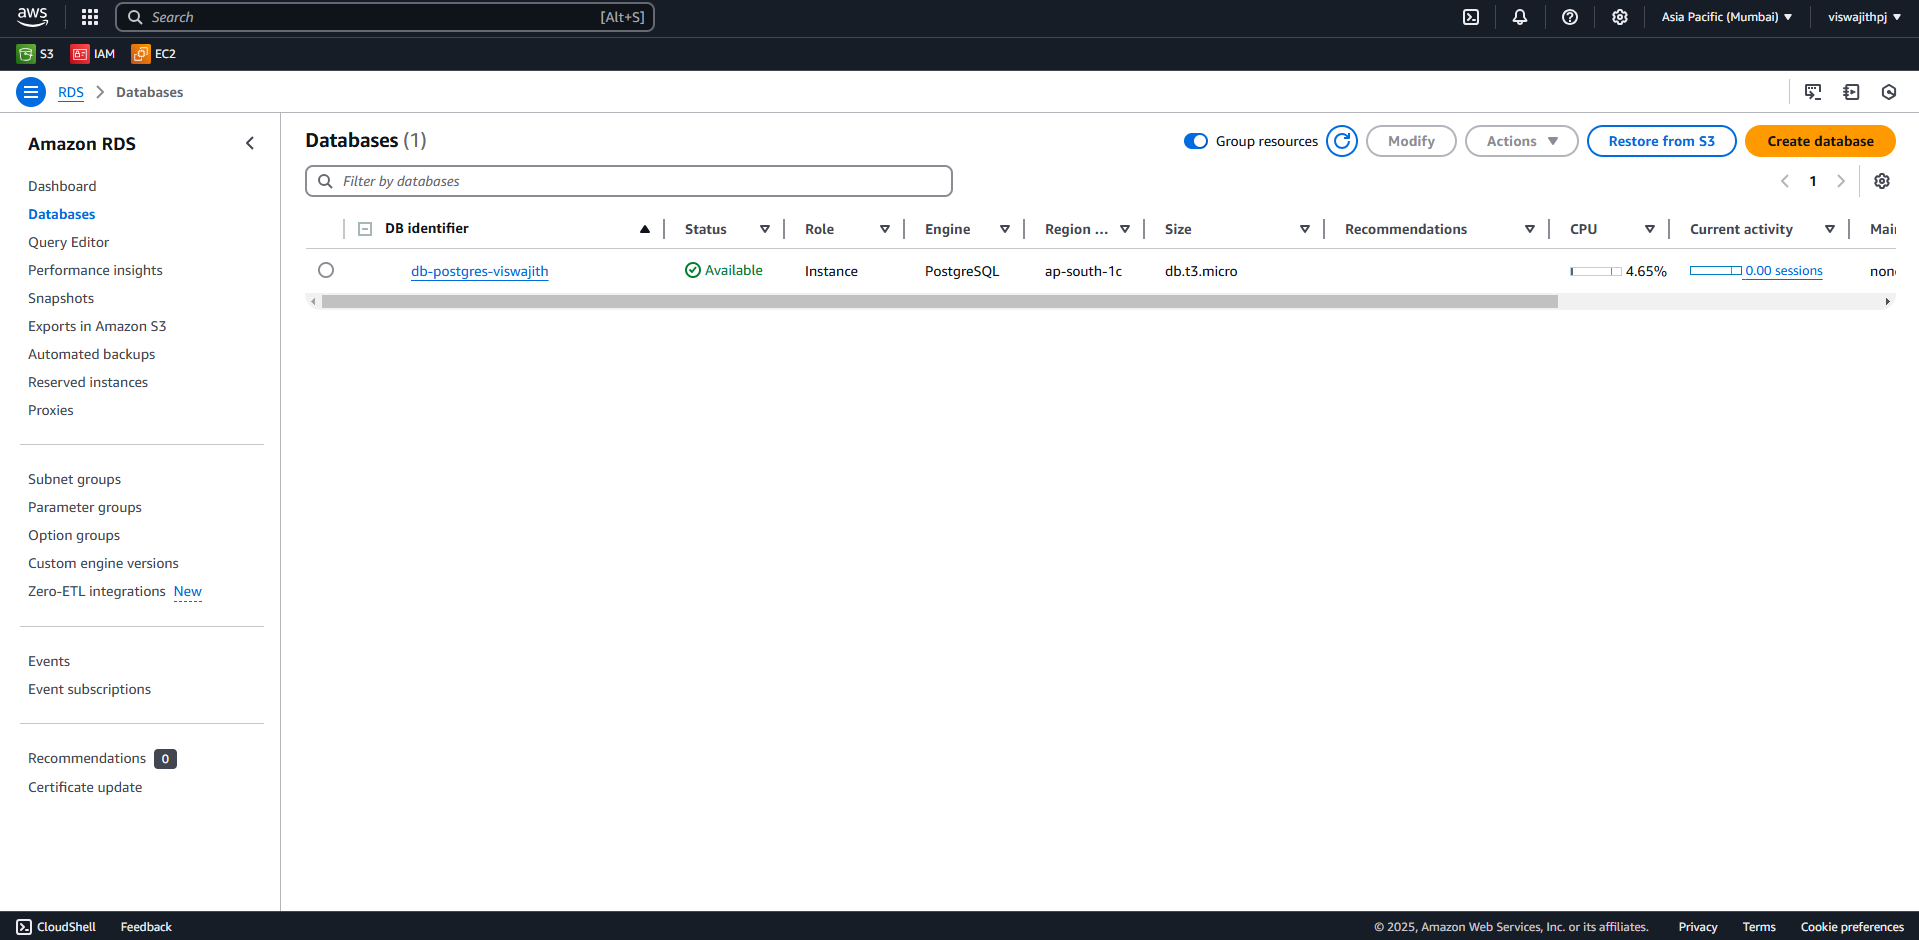 aws
Search [Alt+S]
Asia Pacific (Mumbai)
viswajithpj
S3
IAM
EC2
RDS
Databases
Amazon RDS
Dashboard
Databases
Query Editor
Performance insights
Snapshots
Exports in Amazon S3
Automated backups
Reserved instances
Proxies
Subnet groups
Parameter groups
Option groups
Custom engine versions
Zero-ETL integrations New
Events
Event subscriptions
Recommendations 0
Certificate update
Databases (1)
Group resources
Modify
Actions
Restore from S3
Create database
Filter by databases
1
DB identifier Status Role Engine Region ... Size Recommendations CPU Current activity
db-postgres-viswajith Available Instance PostgreSQL ap-south-1c db.t3.micro 4.65% 0.00 sessions
CloudShell Feedback
© 2025, Amazon Web Services, Inc. or its affiliates. Privacy Terms Cookie preferences